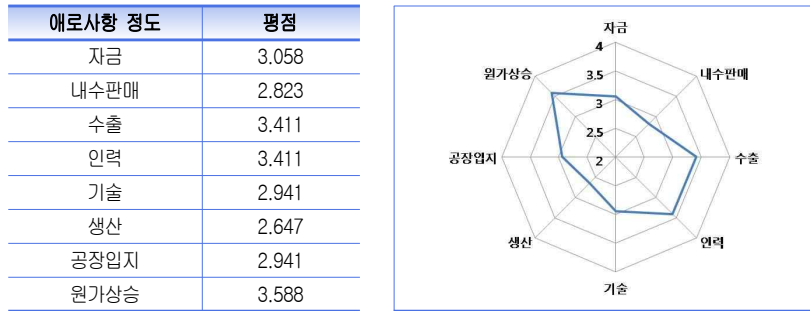 애로사항 정도 평점
자금 3.058
내수판매 2.823
수출 3.411
인력 3.411
기술 2.941
생산 2.647
공장입지 2.941
원가상승 3.588
자금
4
원가상승 3.5 내수판매
3
2.5
공장입지 2 수출
생산 인력
기술